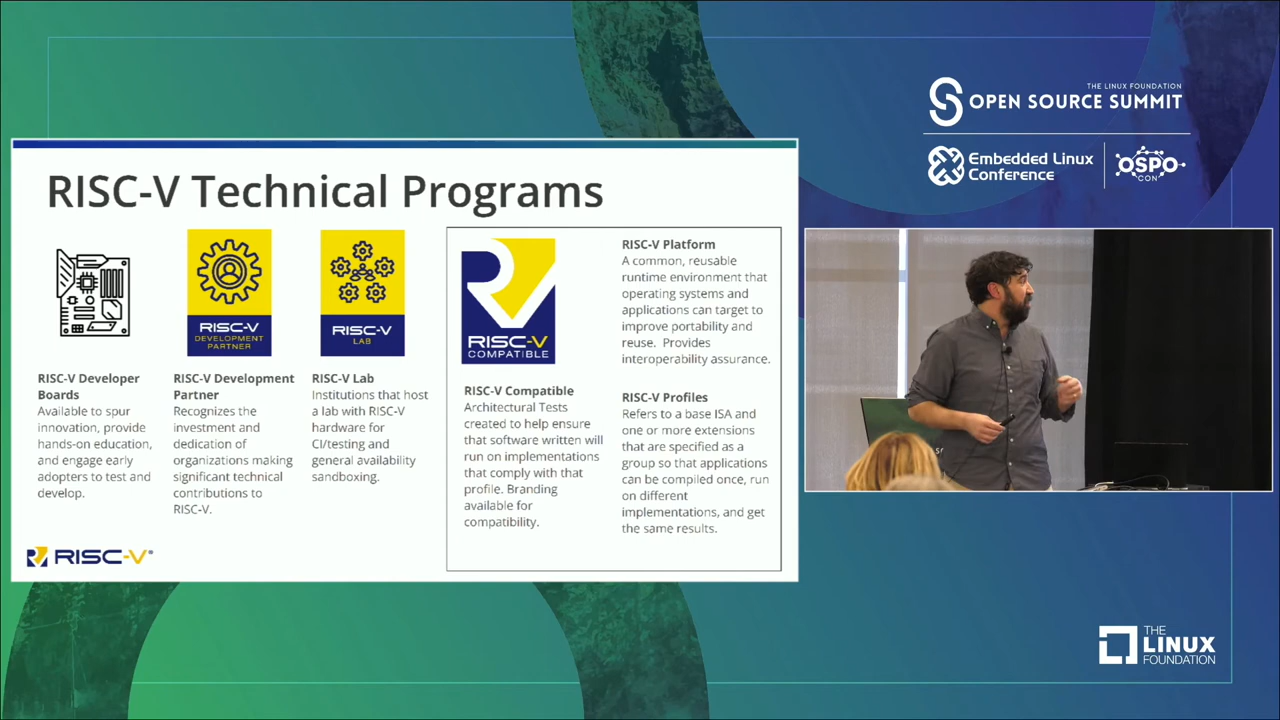 THE LINUX FOUNDATION
OPEN SOURCE SUMMIT
Embedded Linux
Conference
OSPO
CON
RISC-V Technical Programs
RISC-V
DEVELOPMENT
PARTNER
RISC-V
LAB
RISC-V Developer
Boards
Available to spur
innovation, provide
hands-on education,
and engage early
adopters to test and
develop.
RISC-V Development
Partner
Recognizes the
investment and
dedication of
organizations making
significant technical
contributions to
RISC-V.
RISC-V Lab
Institutions that host
a lab with RISC-V
hardware for
CI/testing and
general availability
sandboxing.
RISC-V
COMPATIBLE
RISC-V Compatible
Architectural Tests
created to help ensure
that software written will
run on implementations
that comply with that
profile. Branding
available for
compatibility.
RISC-V Platform
A common, reusable
runtime environment that
operating systems and
applications can target to
improve portability and
reuse. Provides
interoperability assurance.
RISC-V Profiles
Refers to a base ISA and
one or more extensions
that are specified as a
group so that applications
can be compiled once, run
on different
implementations, and get
the same results.
RISC-V®
THE
LINUX
FOUNDATION